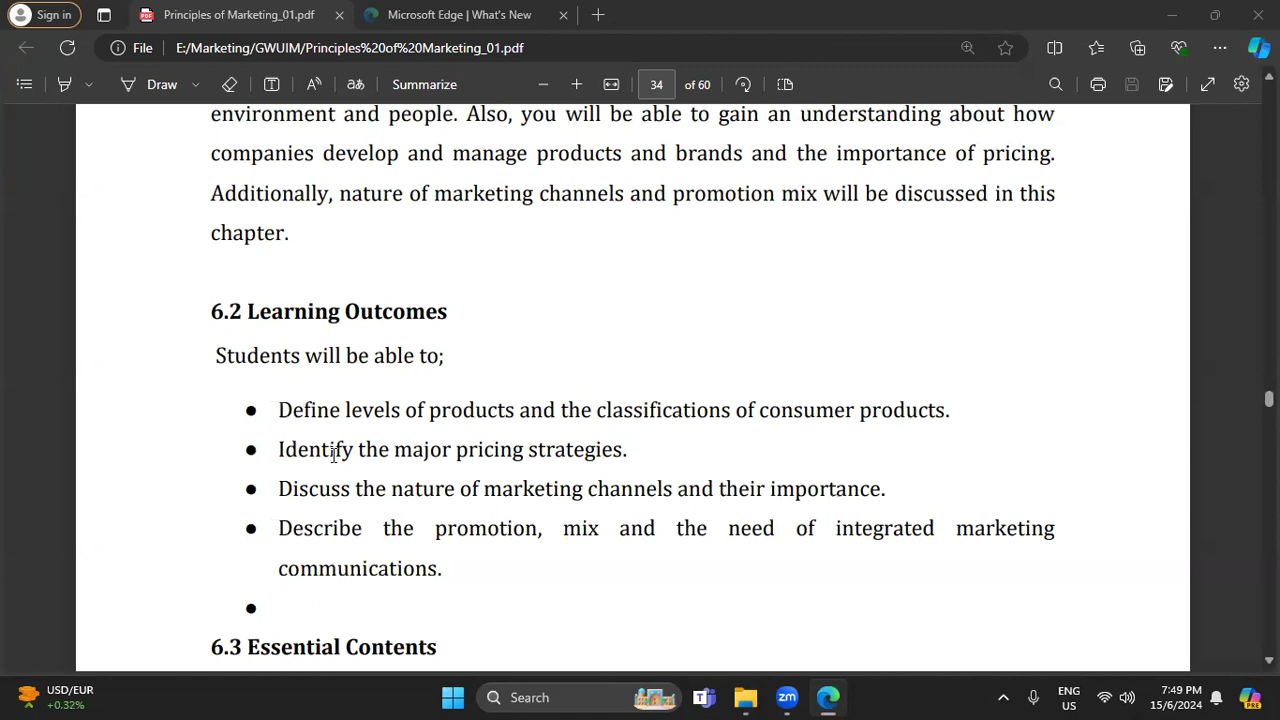 Sign in
Principles of Marketing_01.pdf
Microsoft Edge | What's New
File
E:/Marketing/GWUIM/Principles%20of%20Marketing_01.pdf
Draw
aあ
Summarize
34
of 60
environment and people. Also, you will be able to gain an understanding about how
companies develop and manage products and brands and the importance of pricing.
Additionally, nature of marketing channels and promotion mix will be discussed in this
chapter.
6.2 Learning Outcomes
Students will be able to;
● Define levels of products and the classifications of consumer products.
● Identify the major pricing strategies.
● Discuss the nature of marketing channels and their importance.
● Describe the promotion, mix and the need of integrated marketing
communications.
●
6.3 Essential Contents
USD/EUR
+0.32%
Search
zm
ENG
US
7:49 PM
15/6/2024
PRE